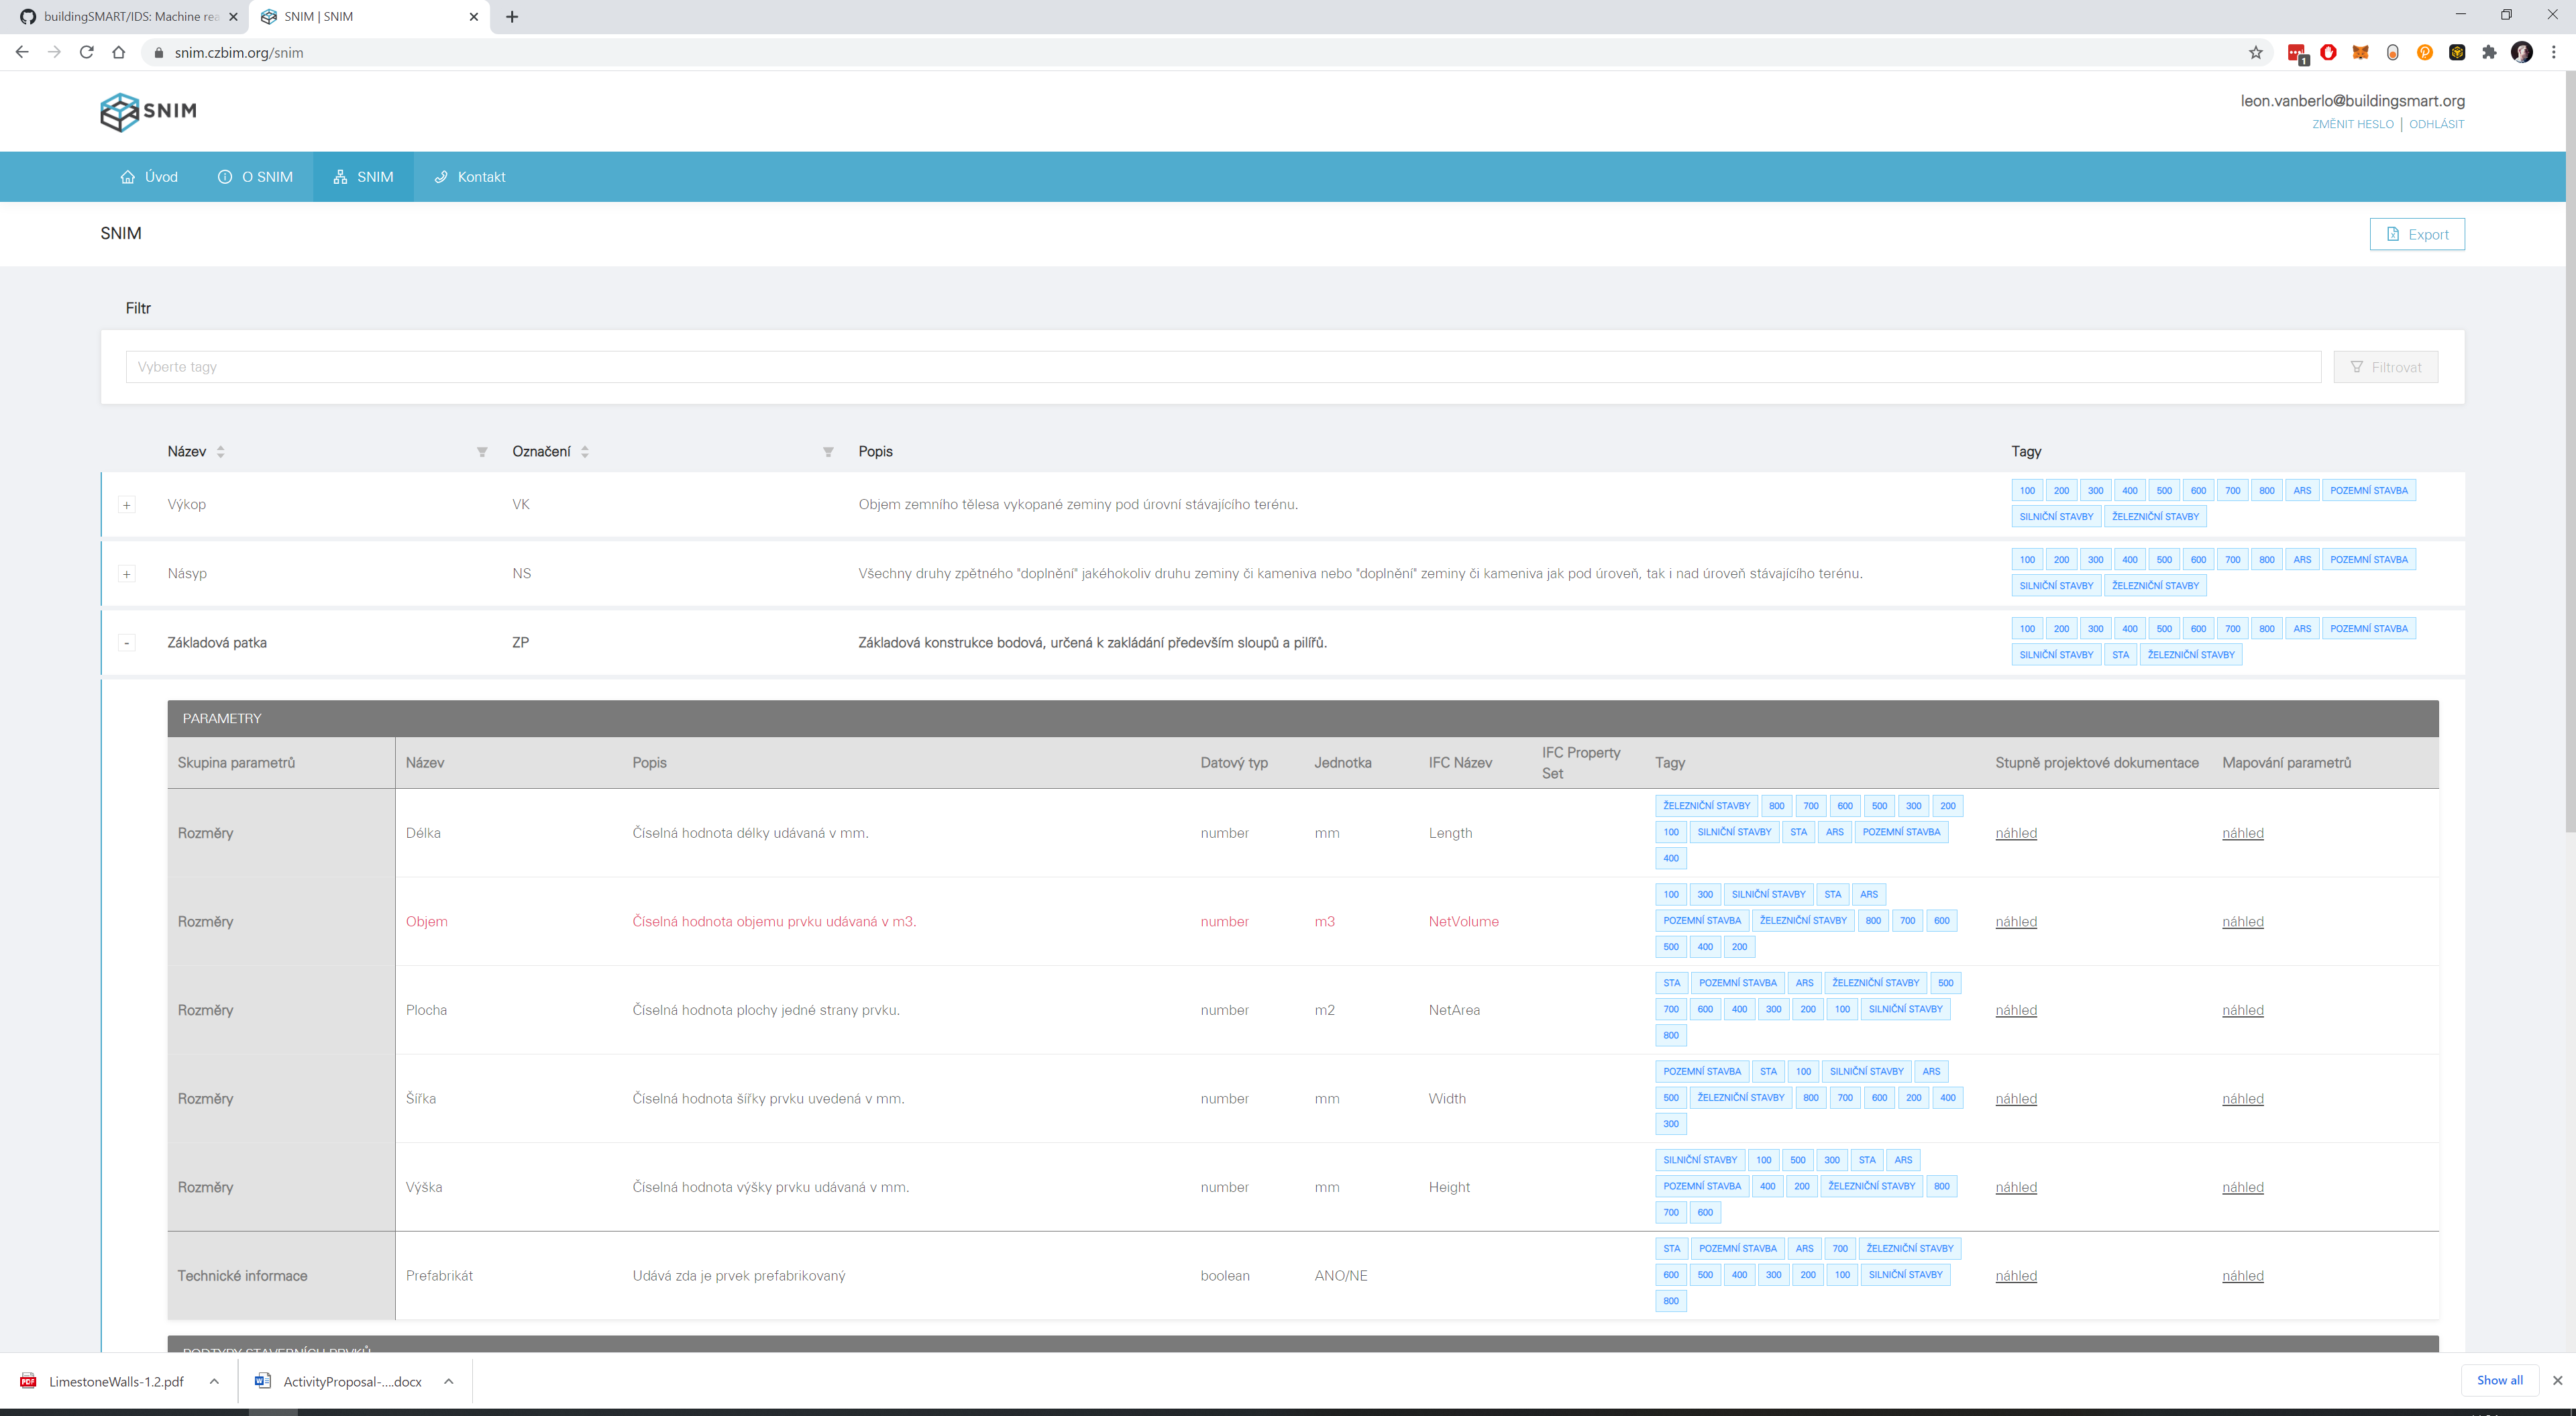 buildingSMART/IDS: Machine rea
SNIM | SNIM
snim.czbim.org/snim
1
SNIM
leon.vanberlo@buildingsmart.org
ZMĚNIT HESLO | ODHLÁSIT
Úvod O SNIM SNIM Kontakt
SNIM
Export
Filtr
Vyberte tagy
Filtrovat
Název Označení Popis Tagy
100 200 300 400 500 600 700 800 ARS POZEMNÍ STAVBA
+ Výkop VK Objem zemního tělesa vykopané zeminy pod úrovní stávajícího terénu.
SILNIČNÍ STAVBY ŽELEZNIČNÍ STAVBY
100 200 300 400 500 600 700 800 ARS POZEMNÍ STAVBA
+ Násyp NS Všechny druhy zpětného "doplnění" jakéhokoliv druhu zeminy či kameniva nebo "doplnění" zeminy či kameniva jak pod úroveň, tak i nad úroveň stávajícího terénu.
SILNIČNÍ STAVBY ŽELEZNIČNÍ STAVBY
100 200 300 400 500 600 700 800 ARS POZEMNÍ STAVBA
- Základová patka ZP Základová konstrukce bodová, určená k zakládání především sloupů a pilířů.
SILNIČNÍ STAVBY STA ŽELEZNIČNÍ STAVBY
PARAMETRY
Skupina parametrů Název Popis Datový typ Jednotka IFC Název IFC Property Set Tagy Stupně projektové dokumentace Mapování parametrů
ŽELEZNIČNÍ STAVBY 800 700 600 500 300 200
Rozměry Délka Číselná hodnota délky udávaná v mm. number mm Length 100 SILNIČNÍ STAVBY STA ARS POZEMNÍ STAVBA náhled náhled
400
100 300 SILNIČNÍ STAVBY STA ARS
Rozměry Objem Číselná hodnota objemu prvku udávaná v m3. number m3 NetVolume POZEMNÍ STAVBA ŽELEZNIČNÍ STAVBY 800 700 600 náhled náhled
500 400 200
STA POZEMNÍ STAVBA ARS ŽELEZNIČNÍ STAVBY 500
Rozměry Plocha Číselná hodnota plochy jedné strany prvku. number m2 NetArea 700 600 400 300 200 100 SILNIČNÍ STAVBY náhled náhled
800
POZEMNÍ STAVBA STA 100 SILNIČNÍ STAVBY ARS
Rozměry Šířka Číselná hodnota šířky prvku uvedená v mm. number mm Width 500 ŽELEZNIČNÍ STAVBY 800 700 600 200 400 náhled náhled
300
SILNIČNÍ STAVBY 100 500 300 STA ARS
Rozměry Výška Číselná hodnota výšky prvku udávaná v mm. number mm Height POZEMNÍ STAVBA 400 200 ŽELEZNIČNÍ STAVBY 800 náhled náhled
700 600
STA POZEMNÍ STAVBA ARS 700 ŽELEZNIČNÍ STAVBY
Technické informace Prefabrikát Udává zda je prvek prefabrikovaný boolean ANO/NE 600 500 400 300 200 100 SILNIČNÍ STAVBY náhled náhled
800
PODTYPY STAVEBNÍCH PRVKŮ
LimestoneWalls-1.2.pdf ActivityProposal-....docx Show all